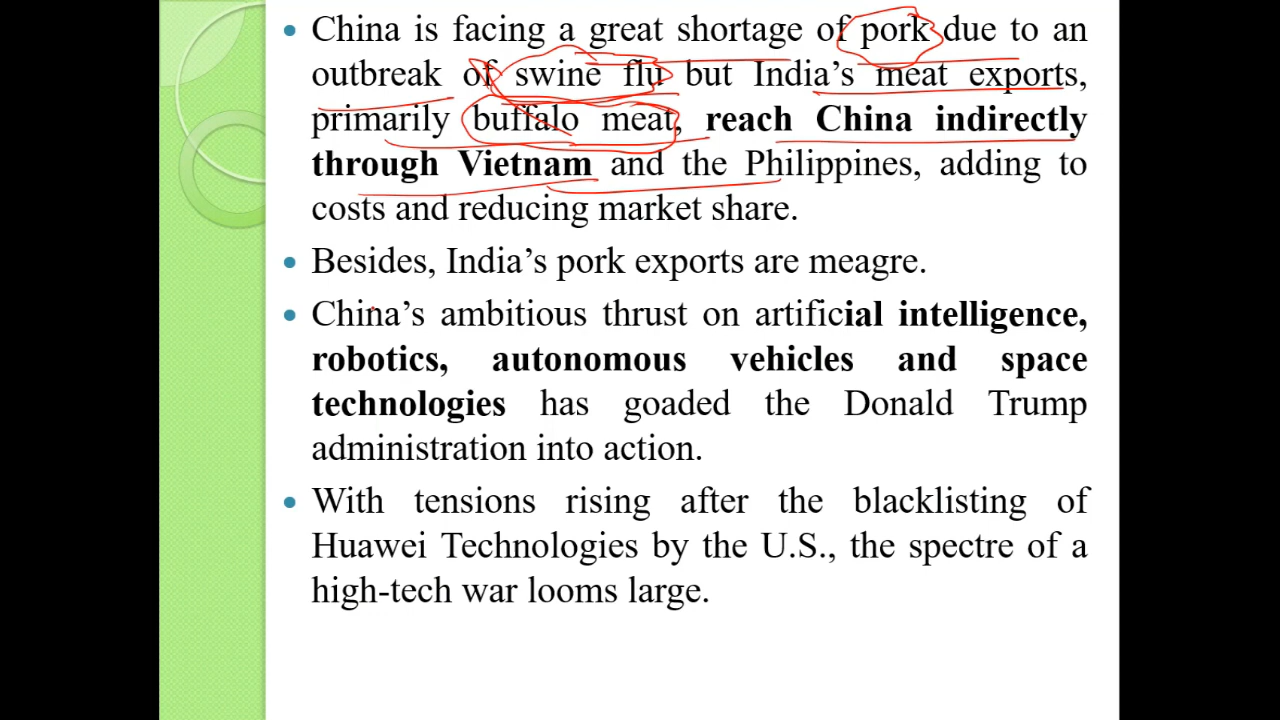 China is facing a great shortage of pork due to an
outbreak of swine flu but India's meat exports,
primarily buffalo meat, reach China indirectly
through Vietnam and the Philippines, adding to
costs and reducing market share.
Besides, India's pork exports are meagre.
China's ambitious thrust on artificial intelligence,
robotics, autonomous vehicles and space
technologies has goaded the Donald Trump
administration into action.
With tensions rising after the blacklisting of
Huawei Technologies by the U.S., the spectre of a
high-tech war looms large.